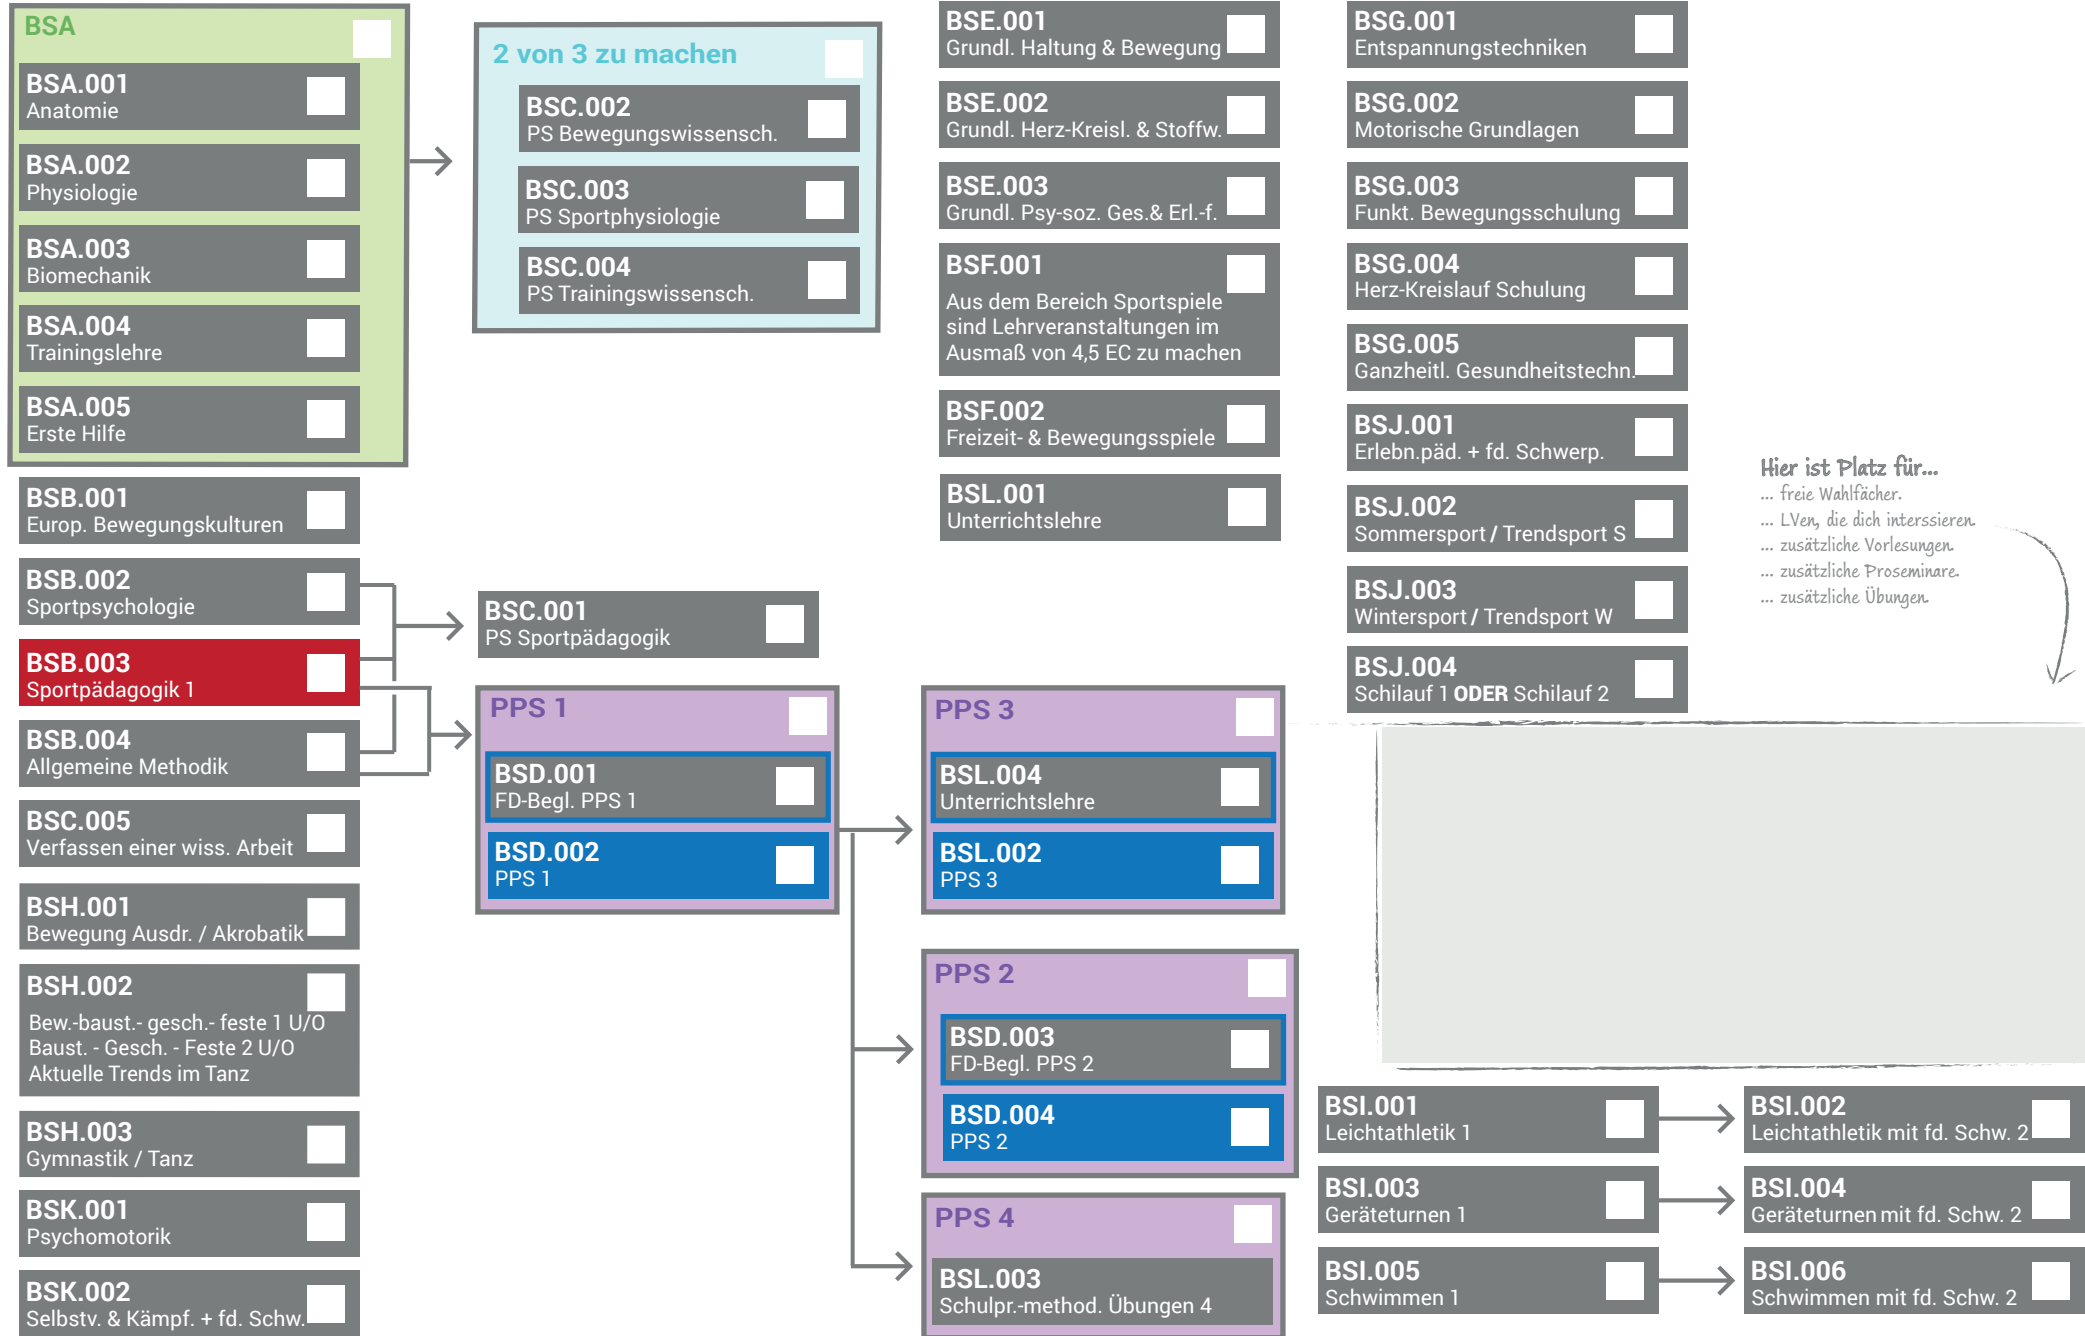 BSA
BSA.001
Anatomie
BSA.002
Physiologie
BSA.003
Biomechanik
BSA.004
Trainingslehre
BSA.005
Erste Hilfe
2 von 3 zu machen
BSC.002
PS Bewegungswissensch.
BSC.003
PS Sportphysiologie
BSC.004
PS Trainingswissensch.
BSB.001
Europ. Bewegungskulturen
BSB.002
Sportpsychologie
BSB.003
Sportpädagogik 1
BSB.004
Allgemeine Methodik
BSC.005
Verfassen einer wiss. Arbeit
BSH.001
Bewegung Ausdr. / Akrobatik
BSH.002
Bew.-baust.- gesch.- feste 1 U/O
Baust. - Gesch. - Feste 2 U/O
Aktuelle Trends im Tanz
BSH.003
Gymnastik / Tanz
BSK.001
Psychomotorik
BSK.002
Selbstv. & Kämpf. + fd. Schw.
BSC.001
PS Sportpädagogik
PPS 1
BSD.001
FD-Begl. PPS 1
BSD.002
PPS 1
BSE.001
Grundl. Haltung & Bewegung
BSE.002
Grundl. Herz-Kreisl. & Stoffw.
BSE.003
Grundl. Psy-soz. Ges.& Erl.-f.
BSF.001
Aus dem Bereich Sportspiele
sind Lehrveranstaltungen im
Ausmaß von 4,5 EC zu machen
BSF.002
Freizeit- & Bewegungsspiele
BSL.001
Unterrichtslehre
PPS 3
BSL.004
Unterrichtslehre
BSL.002
PPS 3
PPS 2
BSD.003
FD-Begl. PPS 2
BSD.004
PPS 2
PPS 4
BSL.003
Schulpr.-method. Übungen 4
BSG.001
Entspannungstechniken
BSG.002
Motorische Grundlagen
BSG.003
Funkt. Bewegungsschulung
BSG.004
Herz-Kreislauf Schulung
BSG.005
Ganzheitl. Gesundheitstechn.
BSJ.001
Erlebn.päd. + fd. Schwerp.
BSJ.002
Sommersport / Trendsport S
BSJ.003
Wintersport / Trendsport W
BSJ.004
Schilauf 1 ODER Schilauf 2
Hier ist Platz für...
... freie Wahlfächer.
... LVen, die dich interssieren.
... zusätzliche Vorlesungen.
... zusätzliche Proseminare.
... zusätzliche Übungen.
BSI.001
Leichtathletik 1
BSI.002
Leichtathletik mit fd. Schw. 2
BSI.003
Geräteturnen 1
BSI.004
Geräteturnen mit fd. Schw. 2
BSI.005
Schwimmen 1
BSI.006
Schwimmen mit fd. Schw. 2